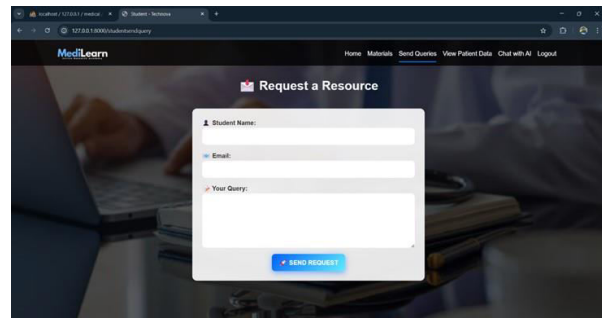 localhost / 127.0.0.1 / medical
Student - Technova
127.0.0.1:8000/studentsendquery
MediLearn
Home Materials Send Queries View Patient Data Chat with AI Logout
Request a Resource
Student Name:
Email:
Your Query:
SEND REQUEST